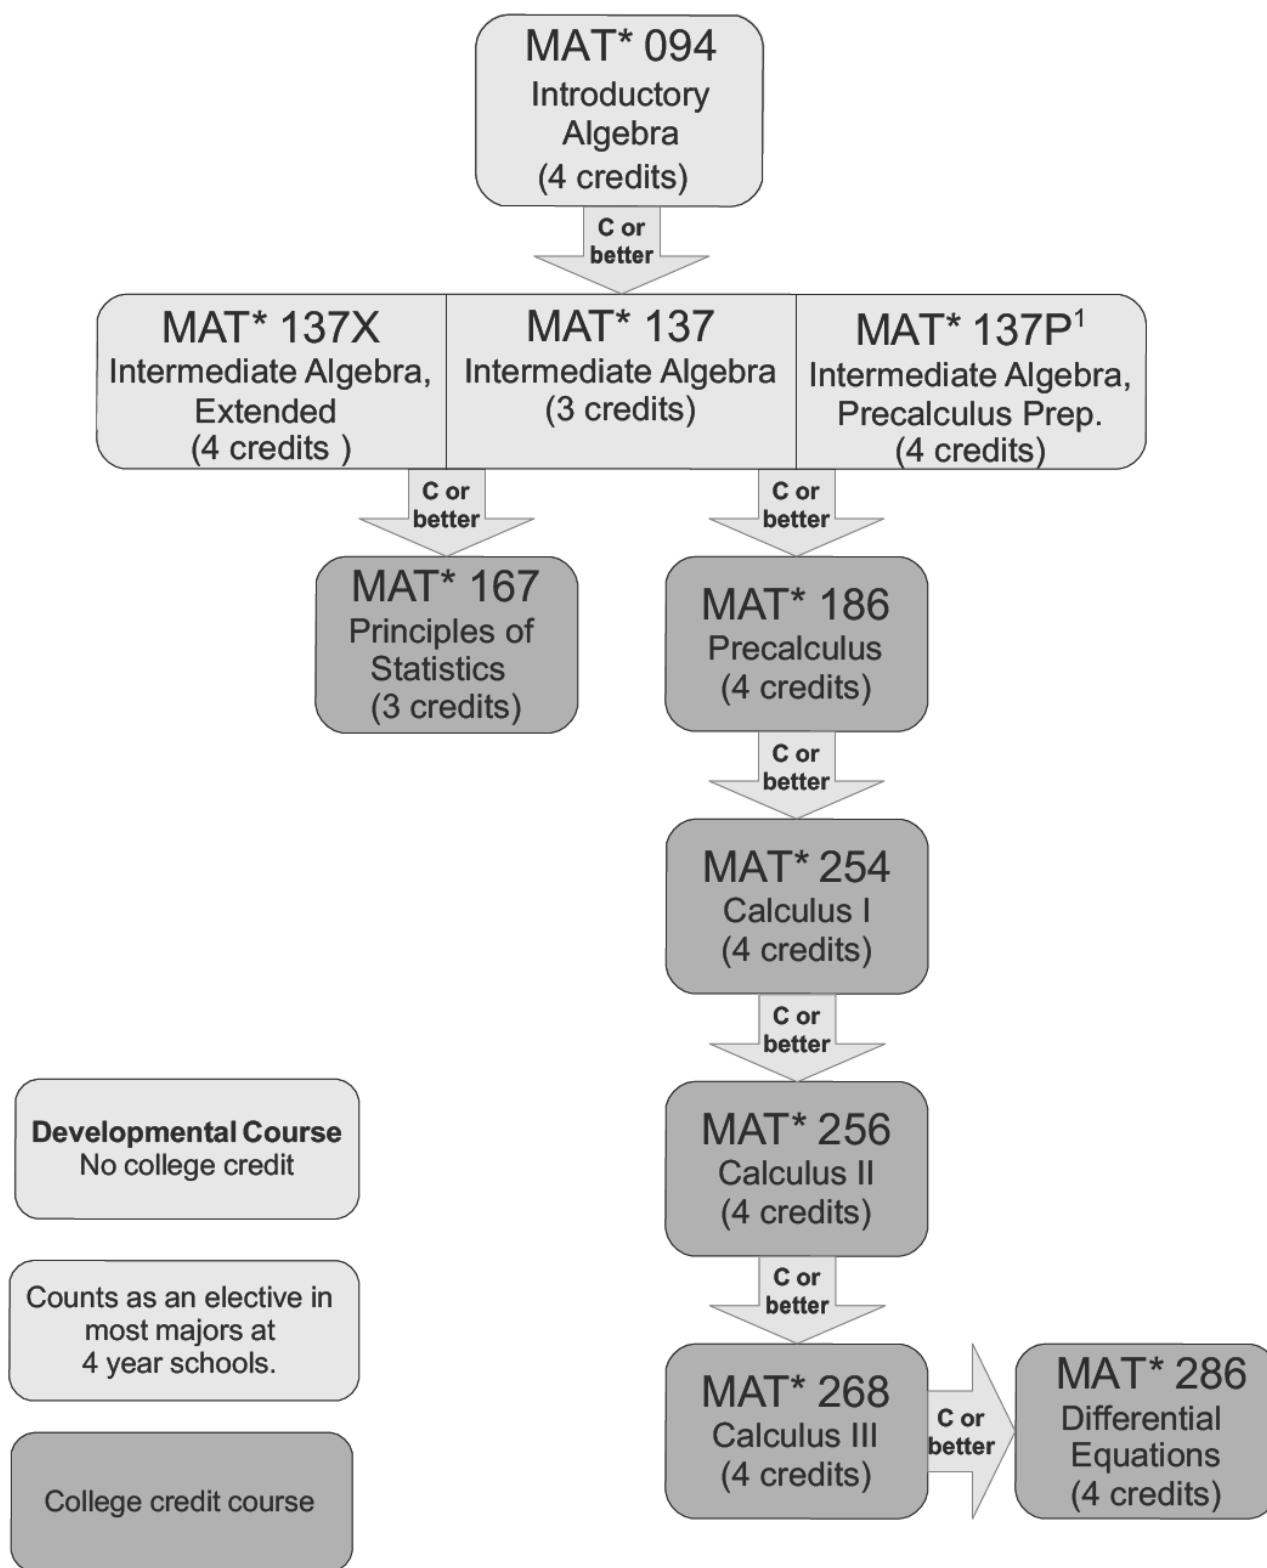 MAT* 094
Introductory
Algebra
(4 credits)
C or
better
MAT* 137X
Intermediate Algebra,
Extended
(4 credits )
MAT* 137
Intermediate Algebra
(3 credits)
MAT* 137P¹
Intermediate Algebra,
Precalculus Prep.
(4 credits)
C or
better
C or
better
MAT* 167
Principles of
Statistics
(3 credits)
MAT* 186
Precalculus
(4 credits)
C or
better
MAT* 254
Calculus I
(4 credits)
C or
better
MAT* 256
Calculus II
(4 credits)
C or
better
MAT* 268
Calculus III
(4 credits)
C or
better
MAT* 286
Differential
Equations
(4 credits)
Developmental Course
No college credit
Counts as an elective in
most majors at
4 year schools.
College credit course